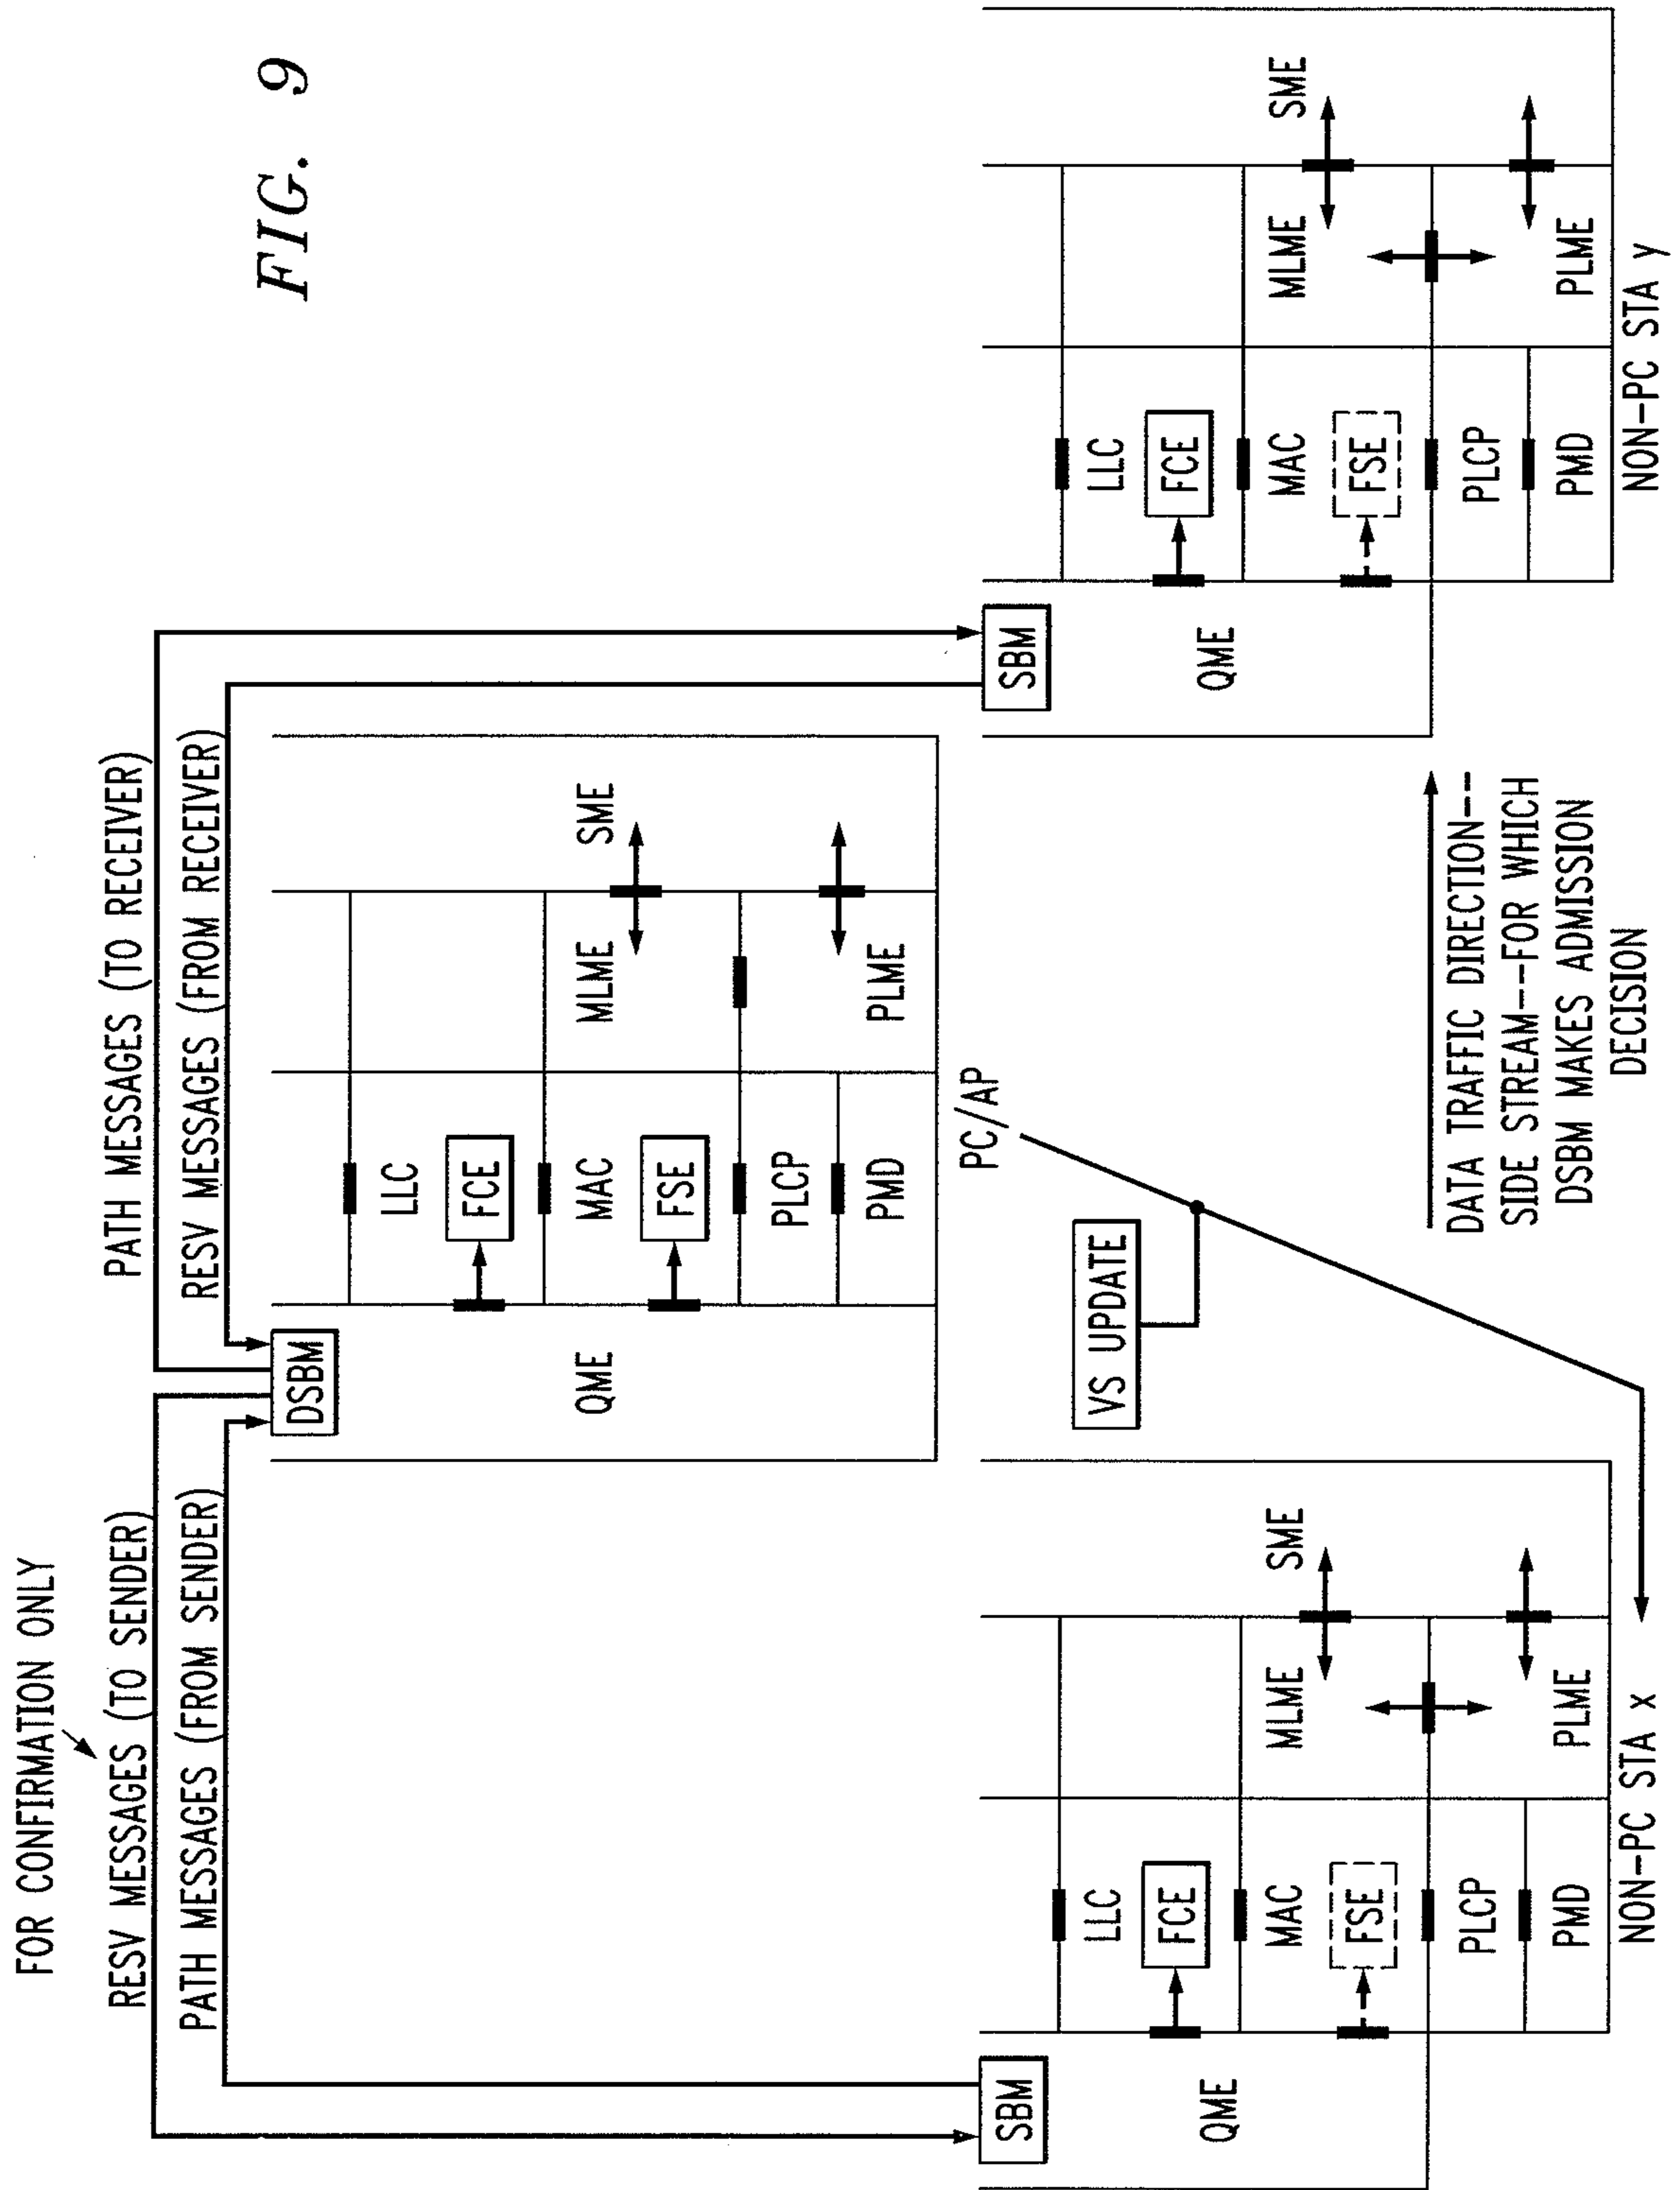 FIG. 9
FOR CONFIRMATION ONLY
RESV MESSAGES (TO SENDER)
PATH MESSAGES (FROM SENDER)
PATH MESSAGES (TO RECEIVER)
RESV MESSAGES (FROM RECEIVER)
DSBM
QME
LLC
FCE
MAC
FSE
PLCP
PMD
MLME
PLME
SME
PC/AP
VS UPDATE
SBM
QME
LLC
FCE
MAC
FSE
PLCP
PMD
MLME
PLME
SME
NON-PC STA x
DATA TRAFFIC DIRECTION--
SIDE STREAM--FOR WHICH
DSBM MAKES ADMISSION
DECISION
SBM
QME
LLC
FCE
MAC
FSE
PLCP
PMD
MLME
PLME
SME
NON-PC STA y